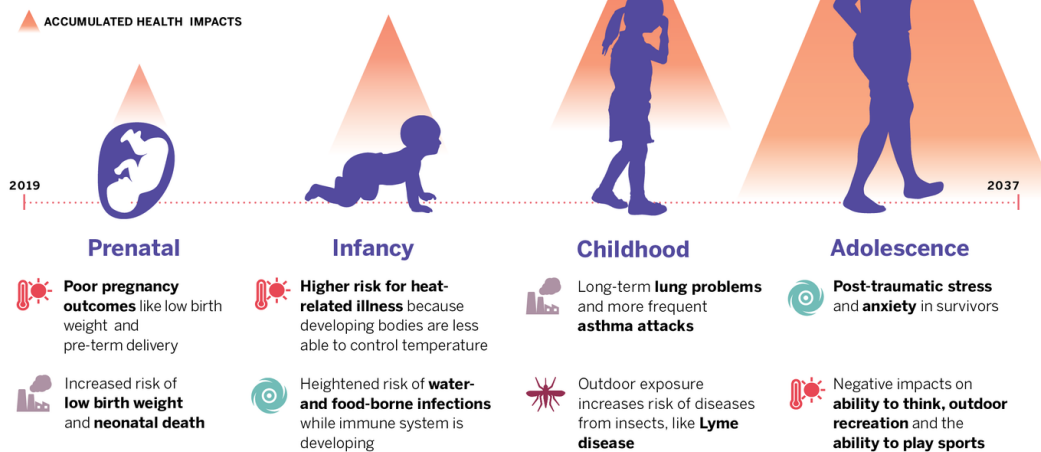 ACCUMULATED HEALTH IMPACTS
2019
2037
Prenatal
Poor pregnancy
outcomes like low birth
weight and
pre-term delivery
Increased risk of
low birth weight
and neonatal death
Infancy
Higher risk for heat-
related illness because
developing bodies are less
able to control temperature
Heightened risk of water-
and food-borne infections
while immune system is
developing
Childhood
Long-term lung problems
and more frequent
asthma attacks
Outdoor exposure
increases risk of diseases
from insects, like Lyme
disease
Adolescence
Post-traumatic stress
and anxiety in survivors
Negative impacts on
ability to think, outdoor
recreation and the
ability to play sports